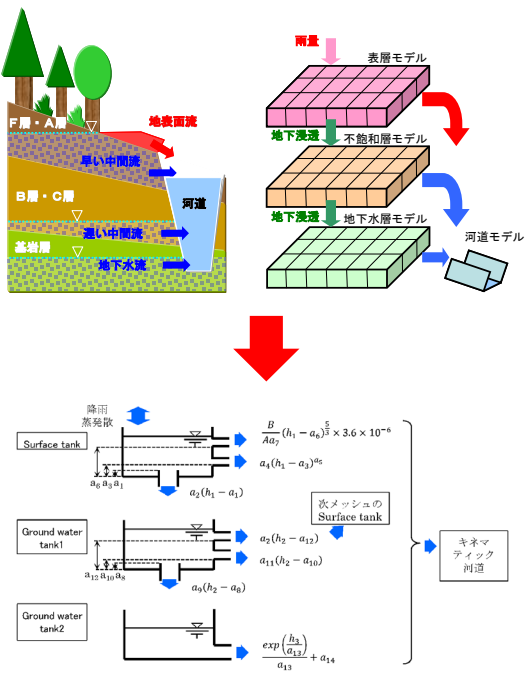 雨量
表層モデル
F層・A層
地表面流
地下浸透
不飽和層モデル
早い中間流
B層・C層
河道
地下浸透
地下水層モデル
遅い中間流
基岩層
河道モデル
地下水流
降雨
蒸発散
Surface tank
B/Aa₇(h₁ − a₆)^(5/3) × 3.6 × 10⁻⁶
a₄(h₁ − a₃)^a₅
a₆ a₃ a₁
a₂(h₁ − a₁)
次メッシュの
Surface tank
Ground water
tank1
a₂(h₂ − a₁₂)
a₁₁(h₂ − a₁₀)
キネマ
ティック
河道
a₁₂ a₁₀ a₈
a₉(h₂ − a₈)
Ground water
tank2
exp(h₃/a₁₃)/a₁₃ + a₁₄